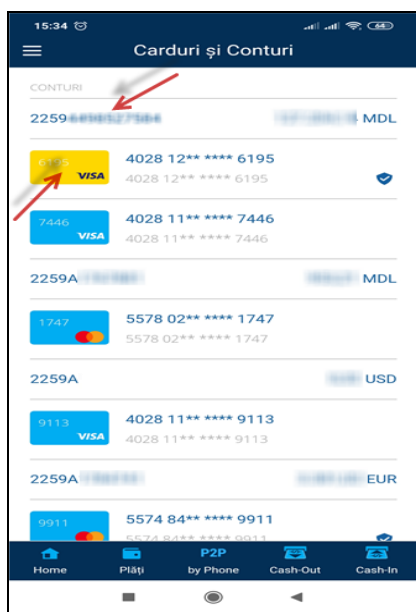 15:34 64
Carduri și Conturi
CONTURI
2259 MDL
6195 VISA
4028 12** **** 6195
4028 12** **** 6195
7446 VISA
4028 11** **** 7446
4028 11** **** 7446
2259A MDL
1747
5578 02** **** 1747
5578 02** **** 1747
2259A USD
9113 VISA
4028 11** **** 9113
4028 11** **** 9113
2259A EUR
9911
5574 84** **** 9911
5574 84** **** 9911
Home Plăți P2P by Phone Cash-Out Cash-In